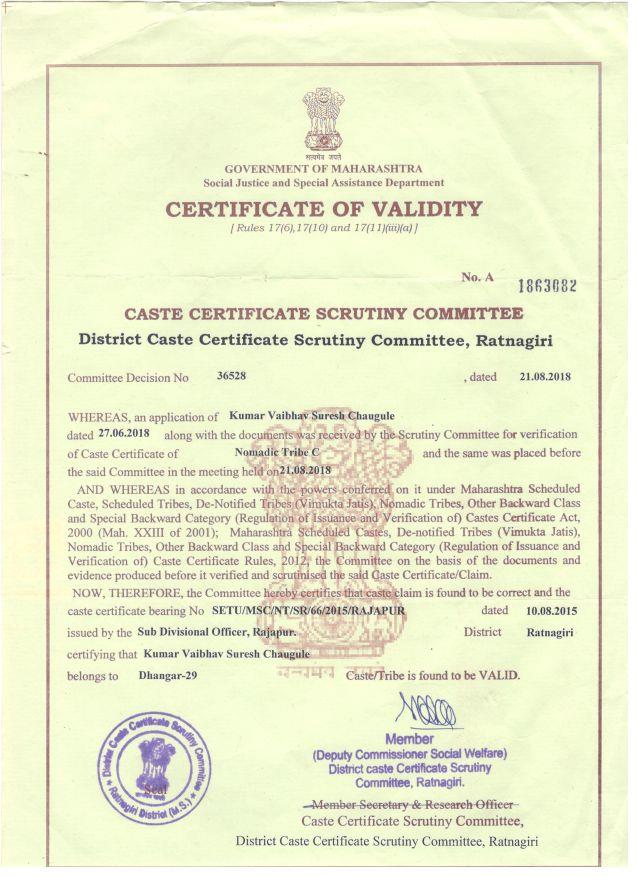 सत्यमेव जयते
GOVERNMENT OF MAHARASHTRA
Social Justice and Special Assistance Department
CERTIFICATE OF VALIDITY
[ Rules 17(6),17(10) and 17(11)(iii)(a) ]
No. A 1863082
CASTE CERTIFICATE SCRUTINY COMMITTEE
District Caste Certificate Scrutiny Committee, Ratnagiri
Committee Decision No 36528 , dated 21.08.2018
WHEREAS, an application of Kumar Vaibhav Suresh Chaugule
dated 27.06.2018 along with the documents was received by the Scrutiny Committee for verification
of Caste Certificate of Nomadic Tribe C and the same was placed before
the said Committee in the meeting held on 21.08.2018
AND WHEREAS in accordance with the powers conferred on it under Maharashtra Scheduled
Caste, Scheduled Tribes, De-Notified Tribes (Vimukta Jatis), Nomadic Tribes, Other Backward Class
and Special Backward Category (Regulation of Issuance and Verification of) Castes Certificate Act,
2000 (Mah. XXIII of 2001); Maharashtra Scheduled Castes, De-notified Tribes (Vimukta Jatis),
Nomadic Tribes, Other Backward Class and Special Backward Category (Regulation of Issuance and
Verification of) Caste Certificate Rules, 2012, the Committee on the basis of the documents and
evidence produced before it verified and scrutinised the said Caste Certificate/Claim.
NOW, THEREFORE, the Committee hereby certifies that caste claim is found to be correct and the
caste certificate bearing No SETU/MSC/NT/SR/66/2015/RAJAPUR dated 10.08.2015
issued by the Sub Divisional Officer, Rajapur. District Ratnagiri
certifying that Kumar Vaibhav Suresh Chaugule
belongs to Dhangar-29 Caste/Tribe is found to be VALID.
Member
(Deputy Commissioner Social Welfare)
District caste Certificate Scrutiny
Committee, Ratnagiri.
District Caste Certificate Scrutiny Committee
Ratnagiri District (M.S.)
Seal
Member Secretary & Research Officer
Caste Certificate Scrutiny Committee,
District Caste Certificate Scrutiny Committee, Ratnagiri